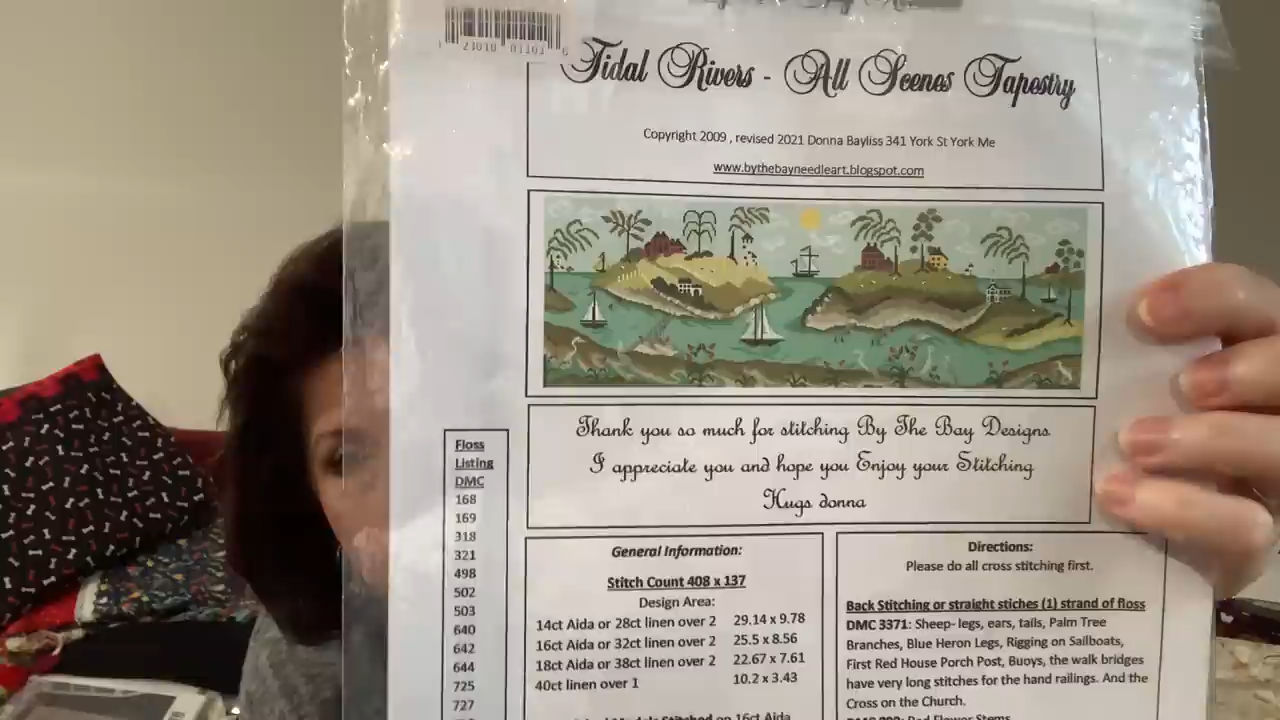 Tidal Rivers - All Scenes Tapestry
Copyright 2009 , revised 2021 Donna Bayliss 341 York St York Me
www.bythebayneedleart.blogspot.com
Thank you so much for stitching By The Bay Designs
I appreciate you and hope you Enjoy your Stitching
Hugs donna
Floss
Listing
DMC
168
169
318
321
498
502
503
640
642
644
725
727
General Information:
Stitch Count 408 x 137
Design Area:
14ct Aida or 28ct linen over 2 29.14 x 9.78
16ct Aida or 32ct linen over 2 25.5 x 8.56
18ct Aida or 38ct linen over 2 22.67 x 7.61
40ct linen over 1 10.2 x 3.43
Stitched on 16ct Aida
Directions:
Please do all cross stitching first.
Back Stitching or straight stiches (1) strand of floss
DMC 3371: Sheep- legs, ears, tails, Palm Tree
Branches, Blue Heron Legs, Rigging on Sailboats,
First Red House Porch Post, Buoys, the walk bridges
have very long stitches for the hand railings. And the
Cross on the Church.
Red Flower Stems